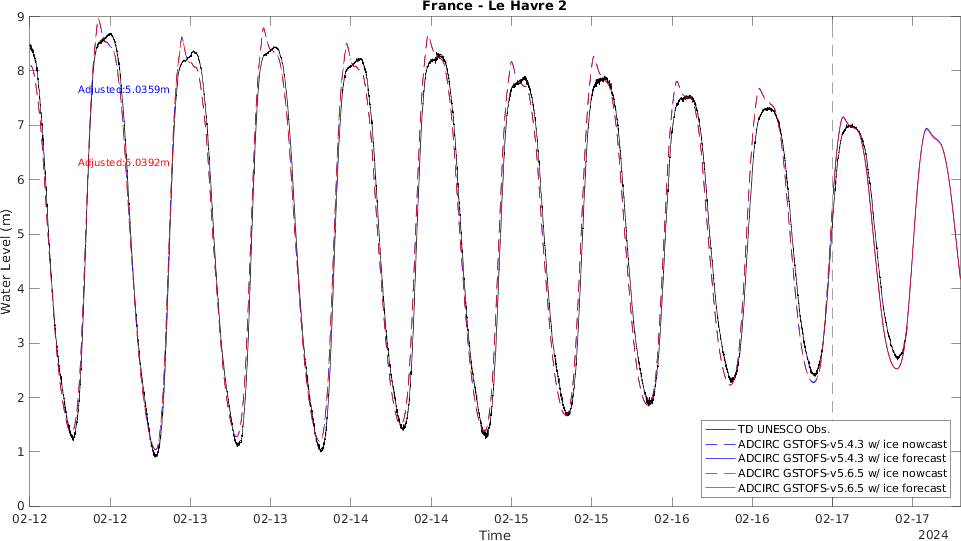 France - Le Havre 2
9
8
7
6
5
4
3
2
1
0
Water Level (m)
Adjusted:5.0359m
Adjusted:5.0392m
TD UNESCO Obs.
ADCIRC GSTOFS-v5.4.3 w/ ice nowcast
ADCIRC GSTOFS-v5.4.3 w/ ice forecast
ADCIRC GSTOFS-v5.6.5 w/ ice nowcast
ADCIRC GSTOFS-v5.6.5 w/ ice forecast
02-12 02-12 02-13 02-13 02-14 02-14 02-15 02-15 02-16 02-16 02-17 02-17
Time
2024